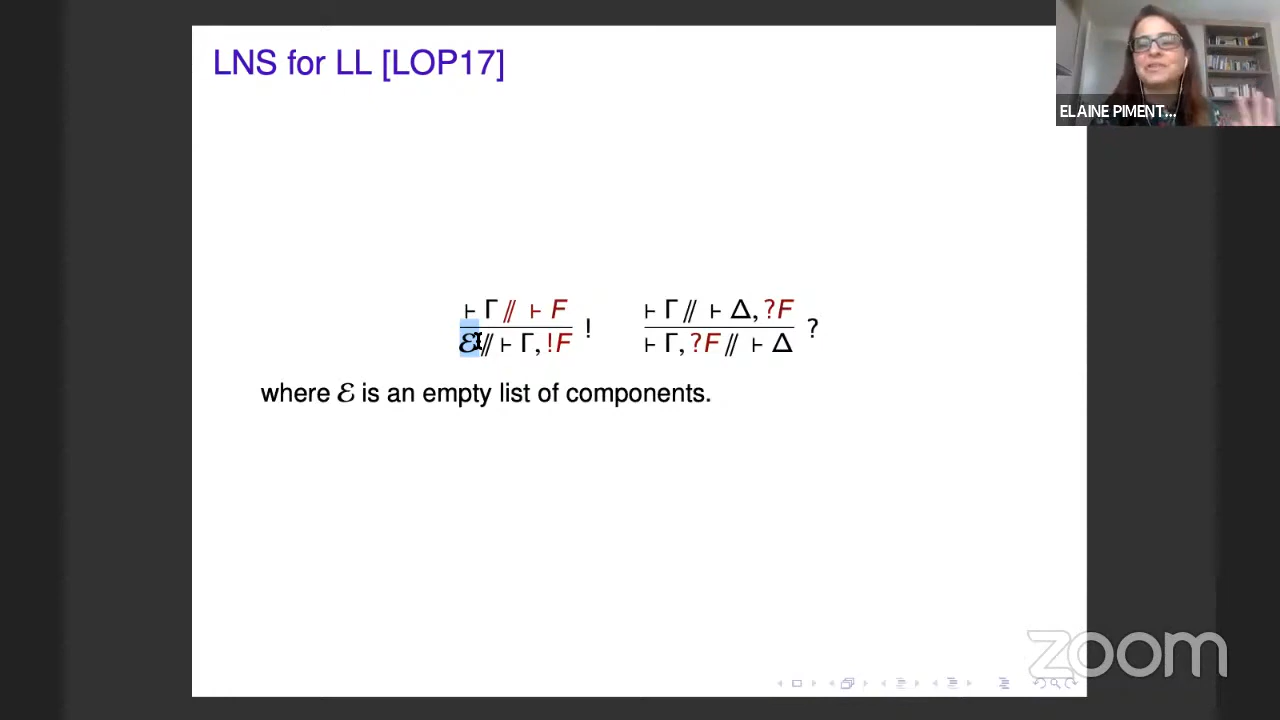 LNS for LL [LOP17]
ELAINE PIMENT...
⊢ Γ // ⊢ F
ℰ // ⊢ Γ, !F
!
⊢ Γ // ⊢ Δ, ?F
⊢ Γ, ?F // ⊢ Δ
?
where ℰ is an empty list of components.
zoom